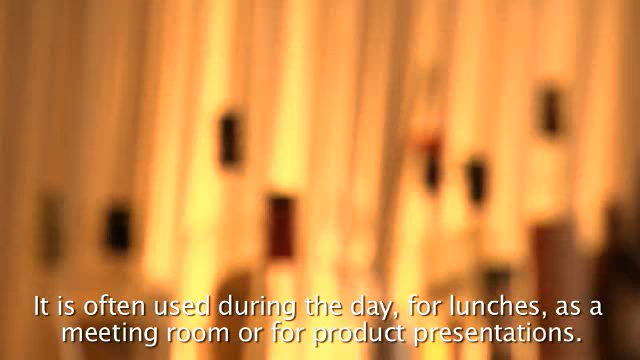 It is often used during the day, for lunches, as a
meeting room or for product presentations.